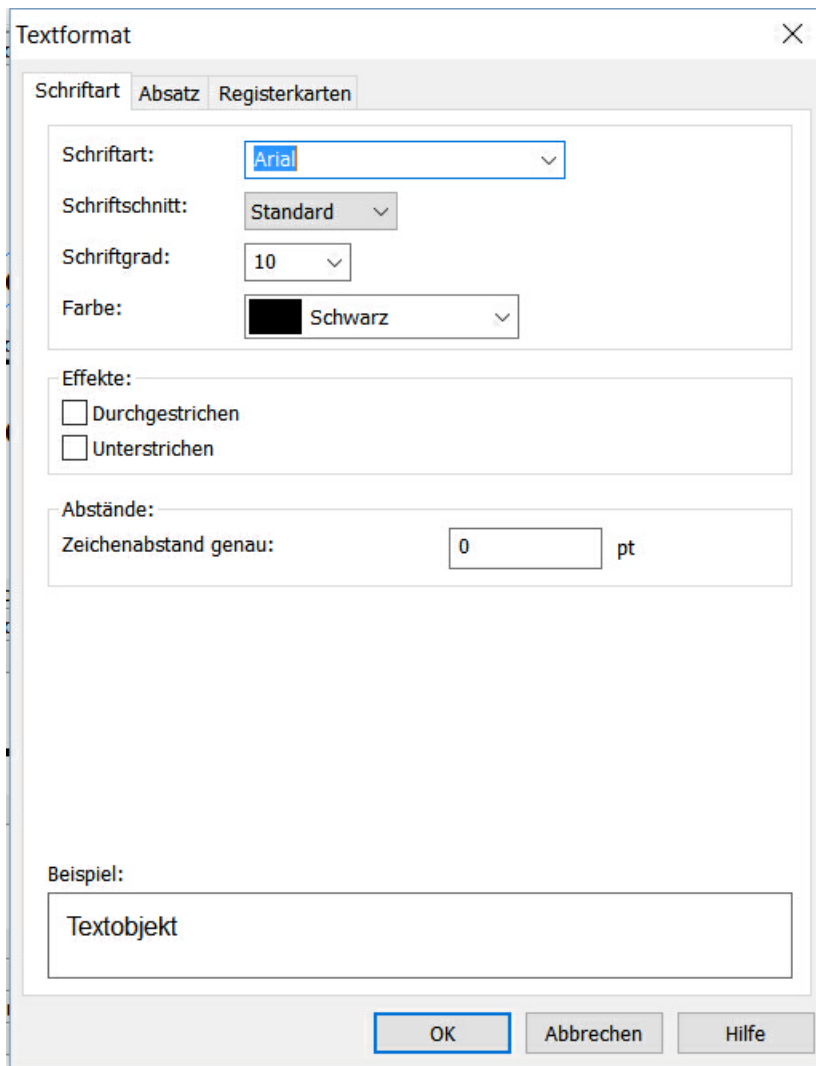 Textformat
Schriftart Absatz Registerkarten
Schriftart: Arial
Schriftschnitt: Standard
Schriftgrad: 10
Farbe: Schwarz
Effekte:
Durchgestrichen
Unterstrichen
Abstände:
Zeichenabstand genau: 0 pt
Beispiel:
Textobjekt
OK Abbrechen Hilfe